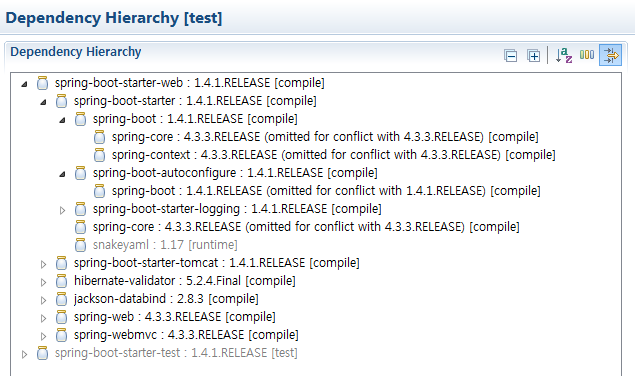 Dependency Hierarchy [test]
Dependency Hierarchy
spring-boot-starter-web : 1.4.1.RELEASE [compile]
spring-boot-starter : 1.4.1.RELEASE [compile]
spring-boot : 1.4.1.RELEASE [compile]
spring-core : 4.3.3.RELEASE (omitted for conflict with 4.3.3.RELEASE) [compile]
spring-context : 4.3.3.RELEASE (omitted for conflict with 4.3.3.RELEASE) [compile]
spring-boot-autoconfigure : 1.4.1.RELEASE [compile]
spring-boot : 1.4.1.RELEASE (omitted for conflict with 1.4.1.RELEASE) [compile]
spring-boot-starter-logging : 1.4.1.RELEASE [compile]
spring-core : 4.3.3.RELEASE (omitted for conflict with 4.3.3.RELEASE) [compile]
snakeyaml : 1.17 [runtime]
spring-boot-starter-tomcat : 1.4.1.RELEASE [compile]
hibernate-validator : 5.2.4.Final [compile]
jackson-databind : 2.8.3 [compile]
spring-web : 4.3.3.RELEASE [compile]
spring-webmvc : 4.3.3.RELEASE [compile]
spring-boot-starter-test : 1.4.1.RELEASE [test]